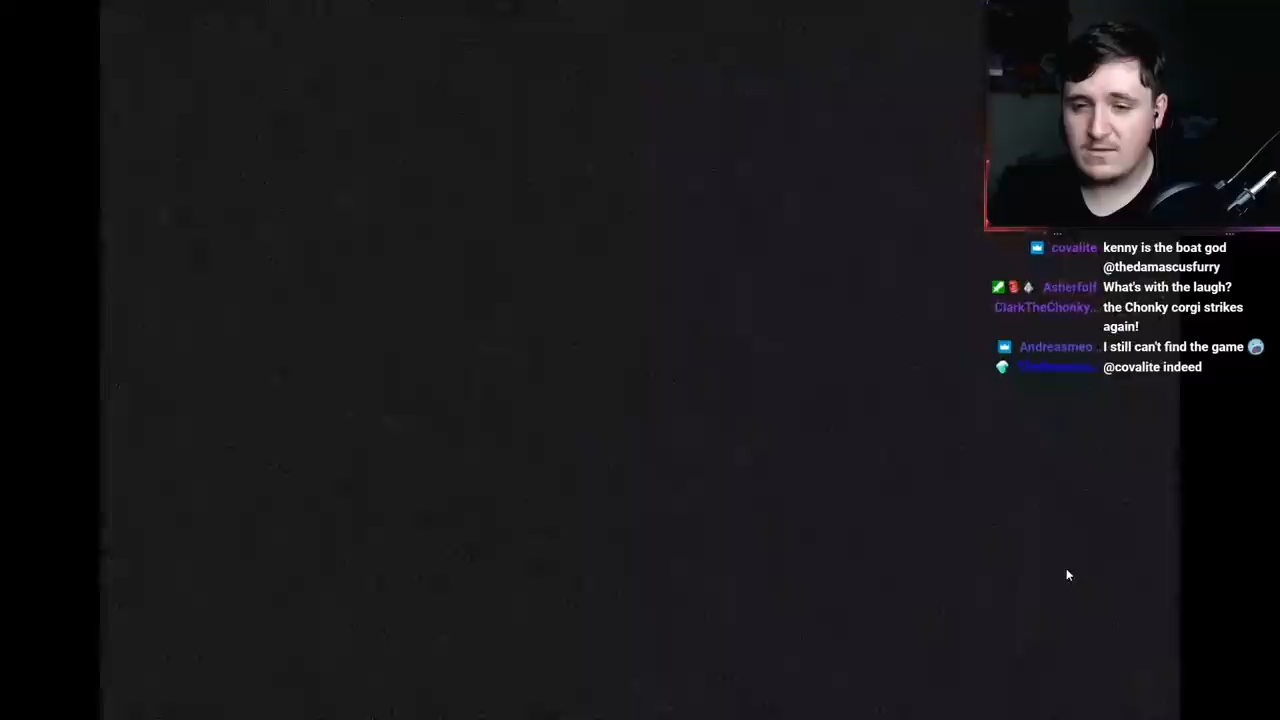 covalite kenny is the boat god
@thedamascusfurry
Asherfolf What's with the laugh?
ClarkTheChonky... the Chonky corgi strikes
again!
Andreasmeo I still can't find the game
@covalite indeed